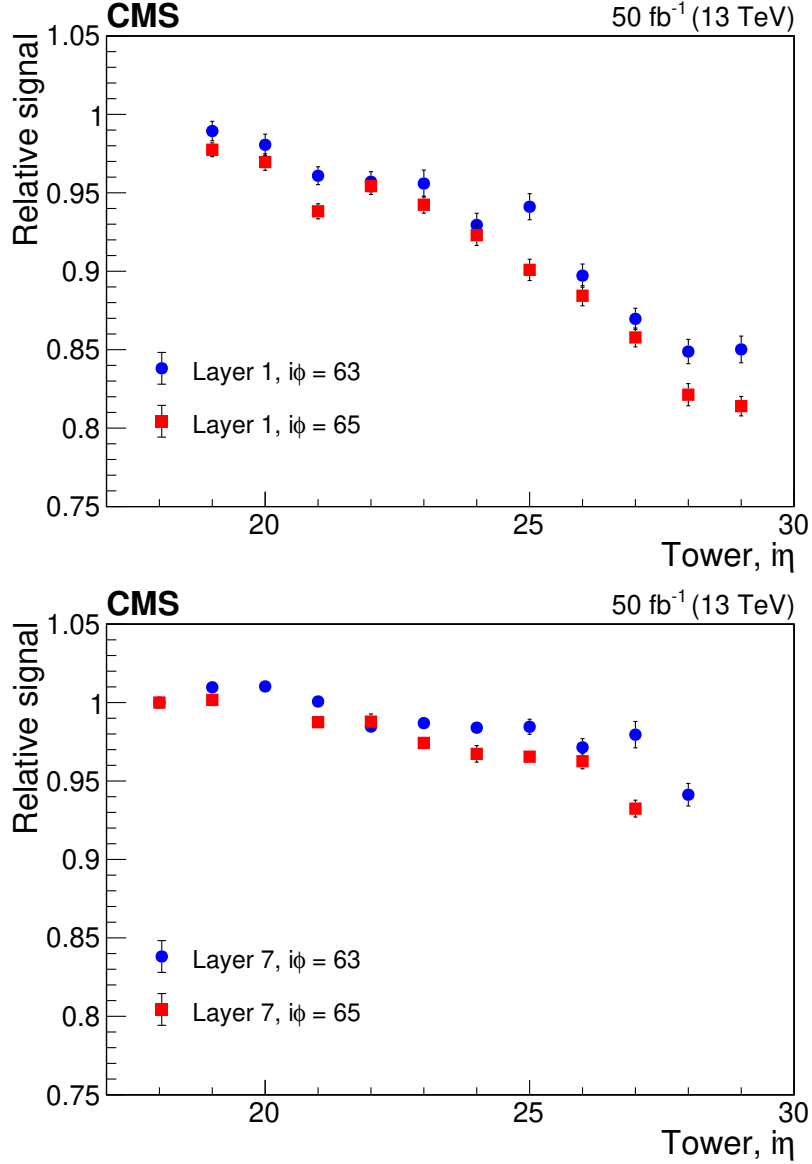 CMS 50 fb⁻¹ (13 TeV)
Relative signal
1.05
1
0.95
0.9
0.85
0.8
0.75
Layer 1, iϕ = 63
Layer 1, iϕ = 65
20 25 30
Tower, iη
CMS 50 fb⁻¹ (13 TeV)
Relative signal
1.05
1
0.95
0.9
0.85
0.8
0.75
Layer 7, iϕ = 63
Layer 7, iϕ = 65
20 25 30
Tower, iη